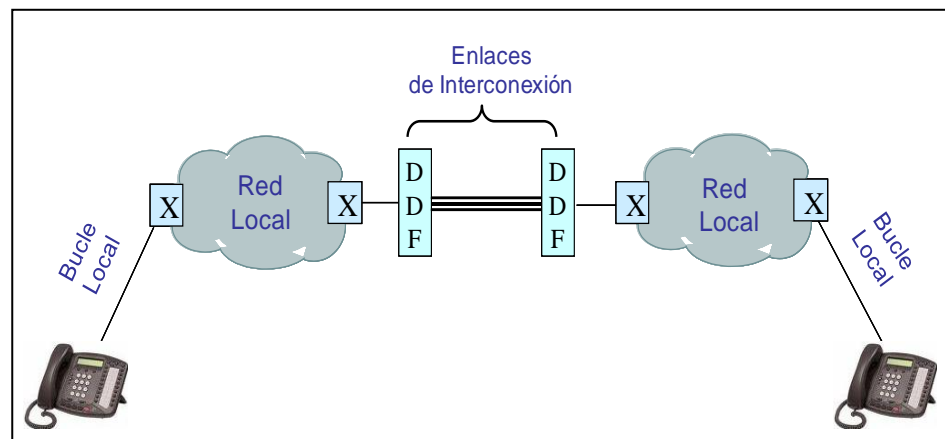 Enlaces
de Interconexión
D
D
F
D
D
F
Red
Local
Red
Local
X
X
X
X
Bucle
Local
Bucle
Local